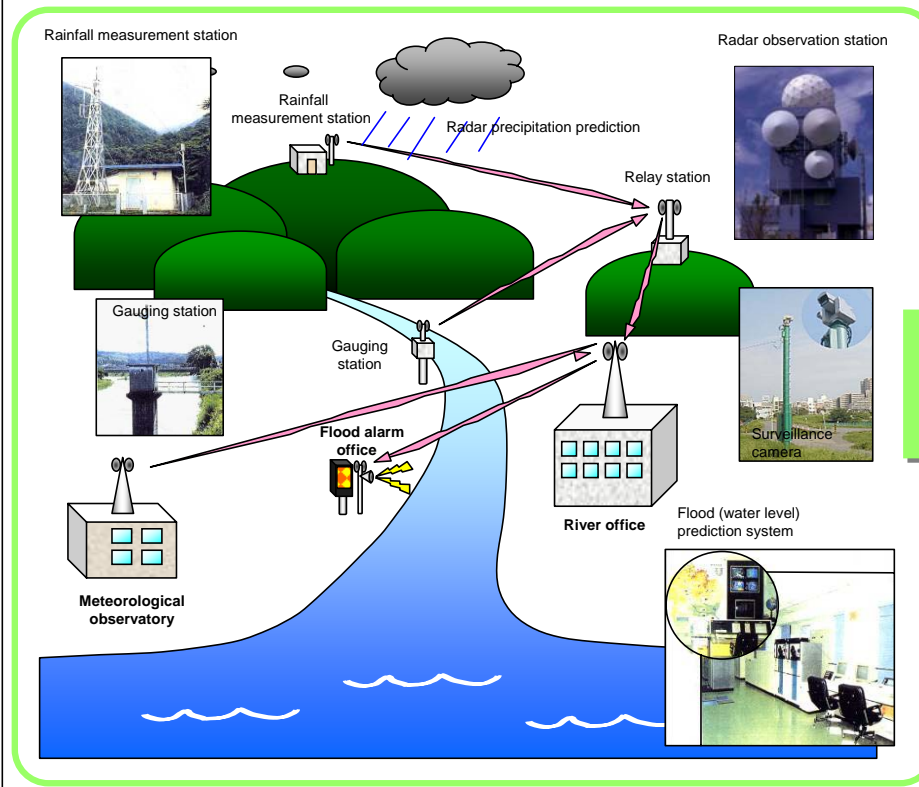 Rainfall measurement station
Radar observation station
Rainfall
measurement station
Radar precipitation prediction
Relay station
Gauging station
Gauging
station
Surveillance
camera
Flood alarm
office
River office
Flood (water level)
prediction system
Meteorological
observatory